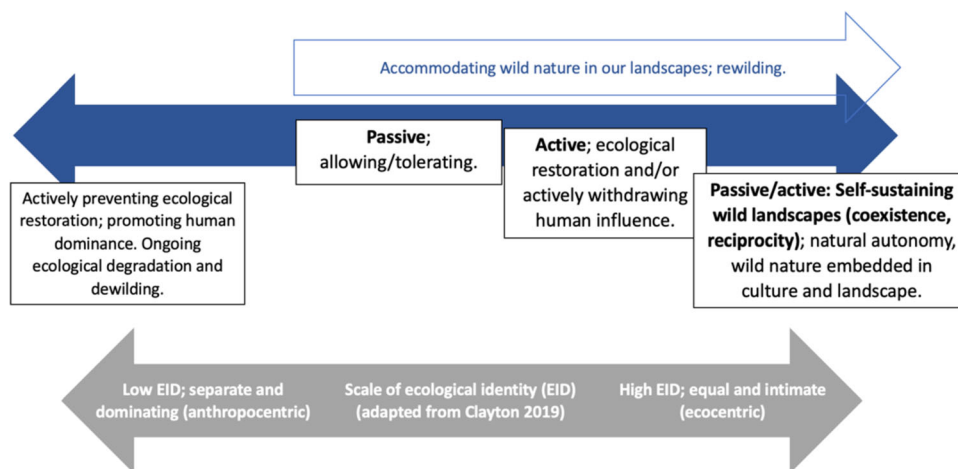 Accommodating wild nature in our landscapes; rewilding.
Passive;
allowing/tolerating.
Active; ecological
restoration and/or
actively withdrawing
human influence.
Actively preventing ecological
restoration; promoting human
dominance. Ongoing
ecological degradation and
dewilding.
Passive/active: Self-sustaining
wild landscapes (coexistence,
reciprocity); natural autonomy,
wild nature embedded in
culture and landscape.
Low EID; separate and
dominating (anthropocentric)
Scale of ecological identity (EID)
(adapted from Clayton 2019)
High EID; equal and intimate
(ecocentric)